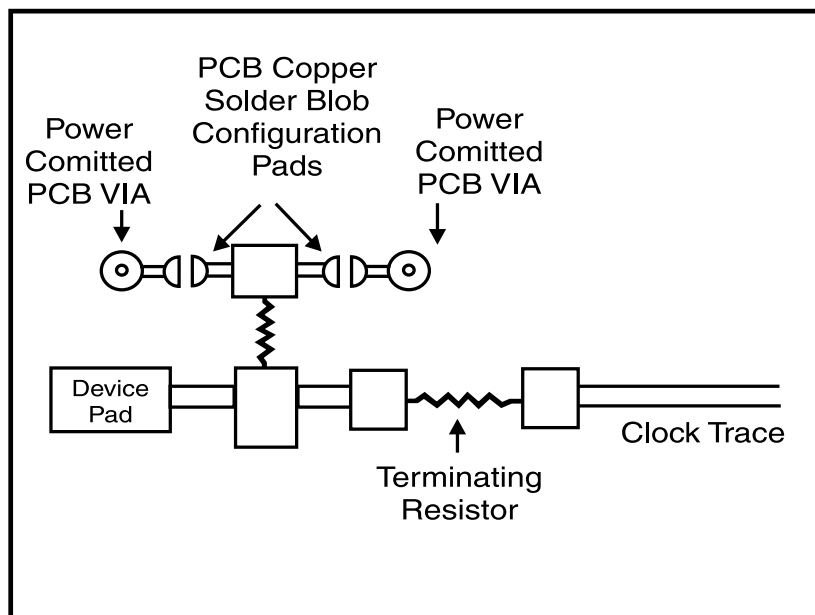 PCB Copper
Solder Blob
Configuration
Pads
Power
Comitted
PCB VIA
Power
Comitted
PCB VIA
Device
Pad
Clock Trace
Terminating
Resistor